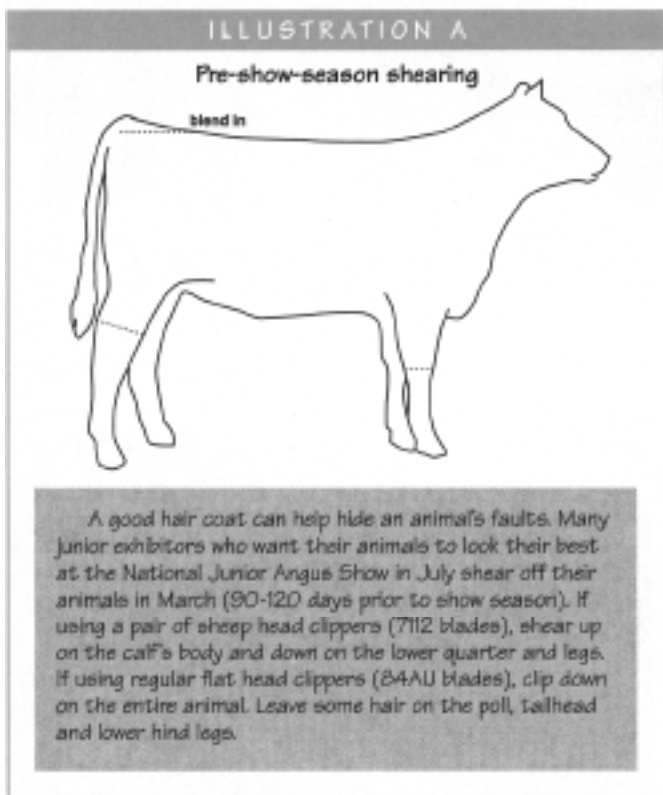 ILLUSTRATION A
Pre-show-season shearing
blend in
A good hair coat can help hide an animal's faults. Many
junior exhibitors who want their animals to look their best
at the National Junior Angus Show in July shear off their
animals in March (90-120 days prior to show season). If
using a pair of sheep head clippers (7112 blades), shear up
on the calf's body and down on the lower quarter and legs.
If using regular flat head clippers (84AU blades), clip down
on the entire animal. Leave some hair on the poll, tailhead
and lower hind legs.